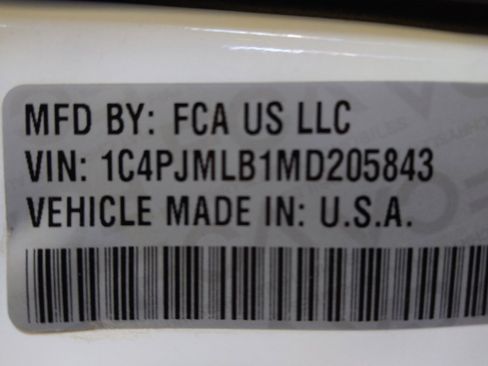 MFD BY: FCA US LLC
VIN: 1C4PJMLB1MD205843
VEHICLE MADE IN: U.S.A.